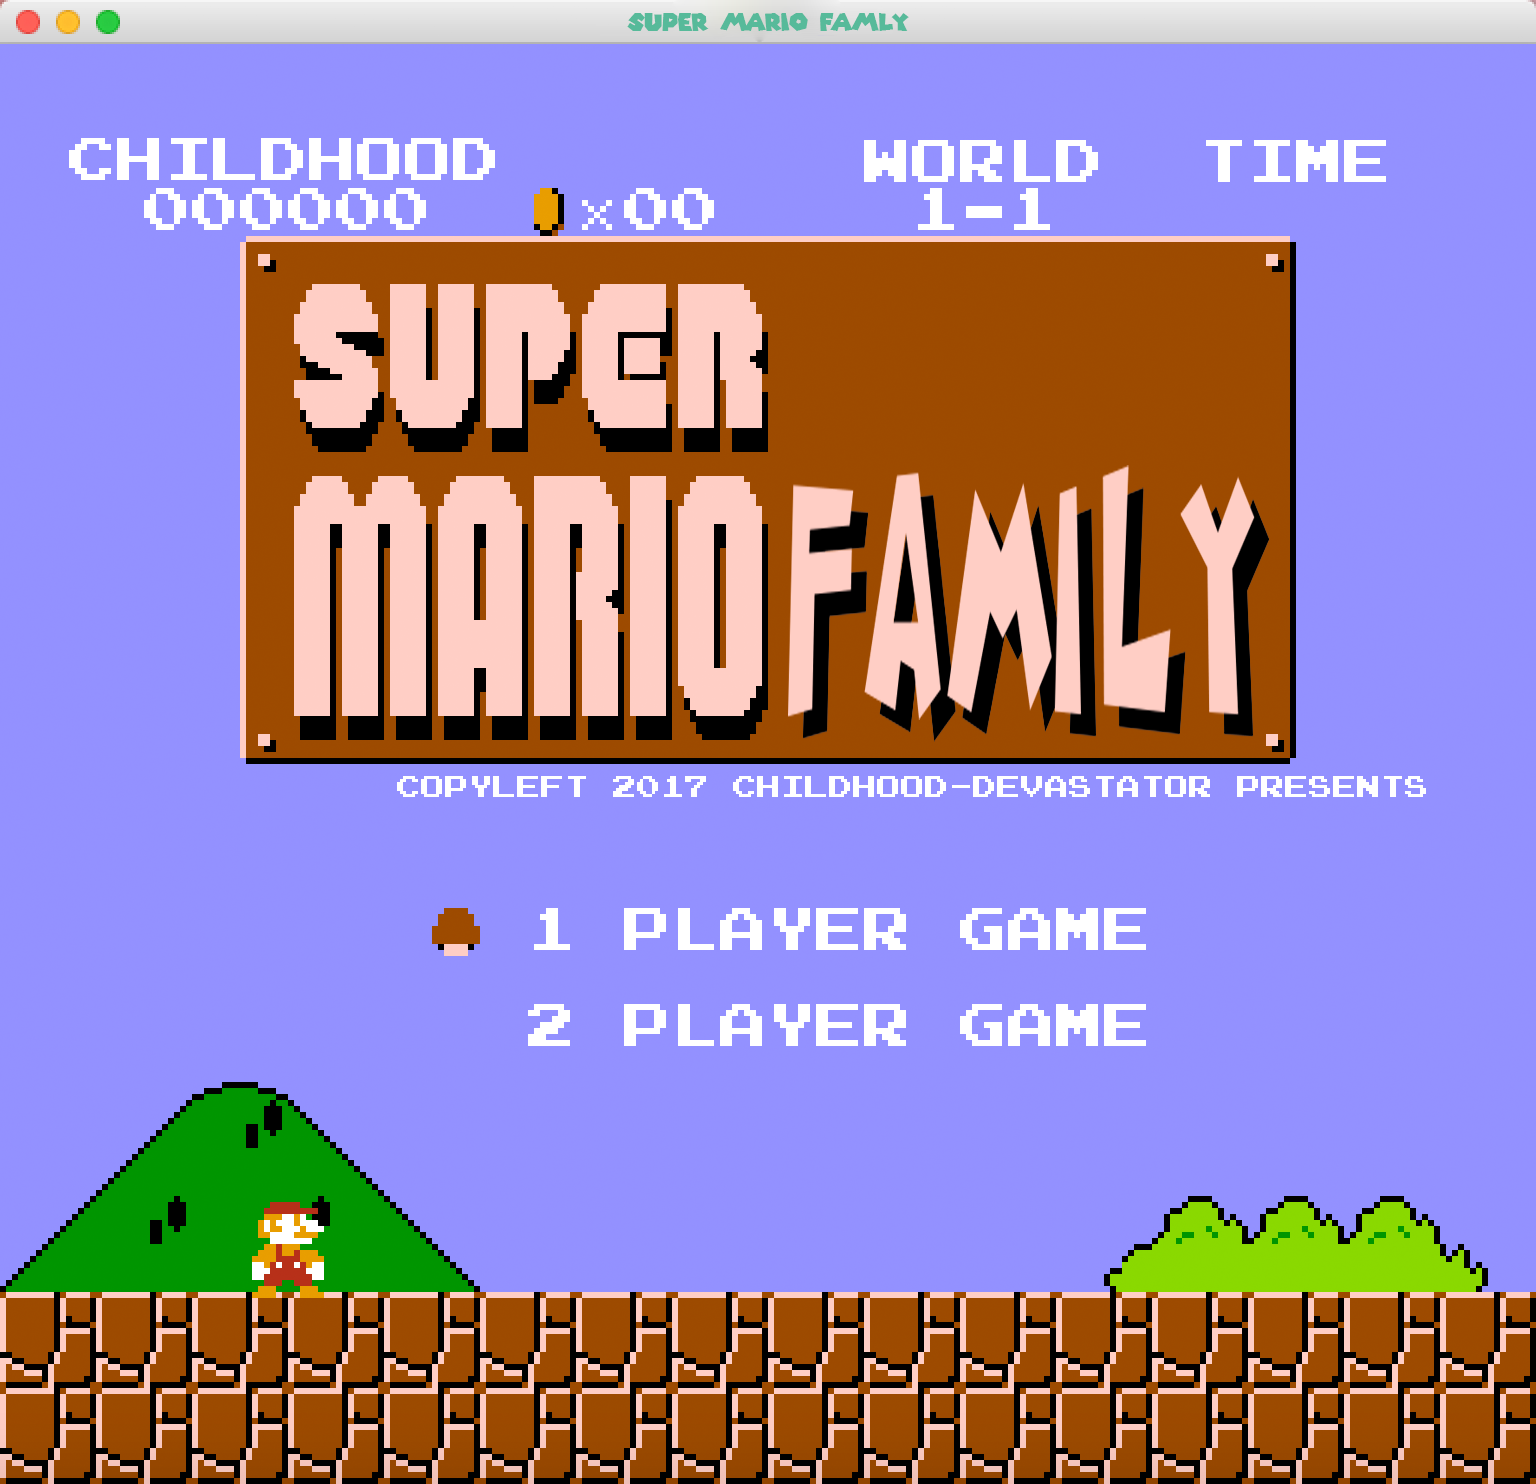 SUPER MARIO FAMLY
CHILDHOOD WORLD TIME
000000 x00 1-1
SUPER
MARIO FAMILY
COPYLEFT 2017 CHILDHOOD-DEVASTATOR PRESENTS
1 PLAYER GAME
2 PLAYER GAME